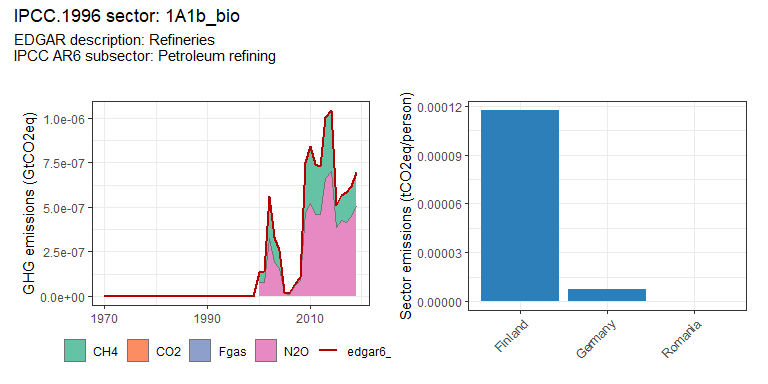 IPCC.1996 sector: 1A1b_bio
EDGAR description: Refineries
IPCC AR6 subsector: Petroleum refining
GHG emissions (GtCO2eq)
1.0e-06
7.5e-07
5.0e-07
2.5e-07
0.0e+00
1970
1990
2010
CH4
CO2
Fgas
N2O
edgar6_
Sector emissions (tCO2eq/person)
0.00012
0.00009
0.00006
0.00003
0.00000
Finland
Germany
Romania